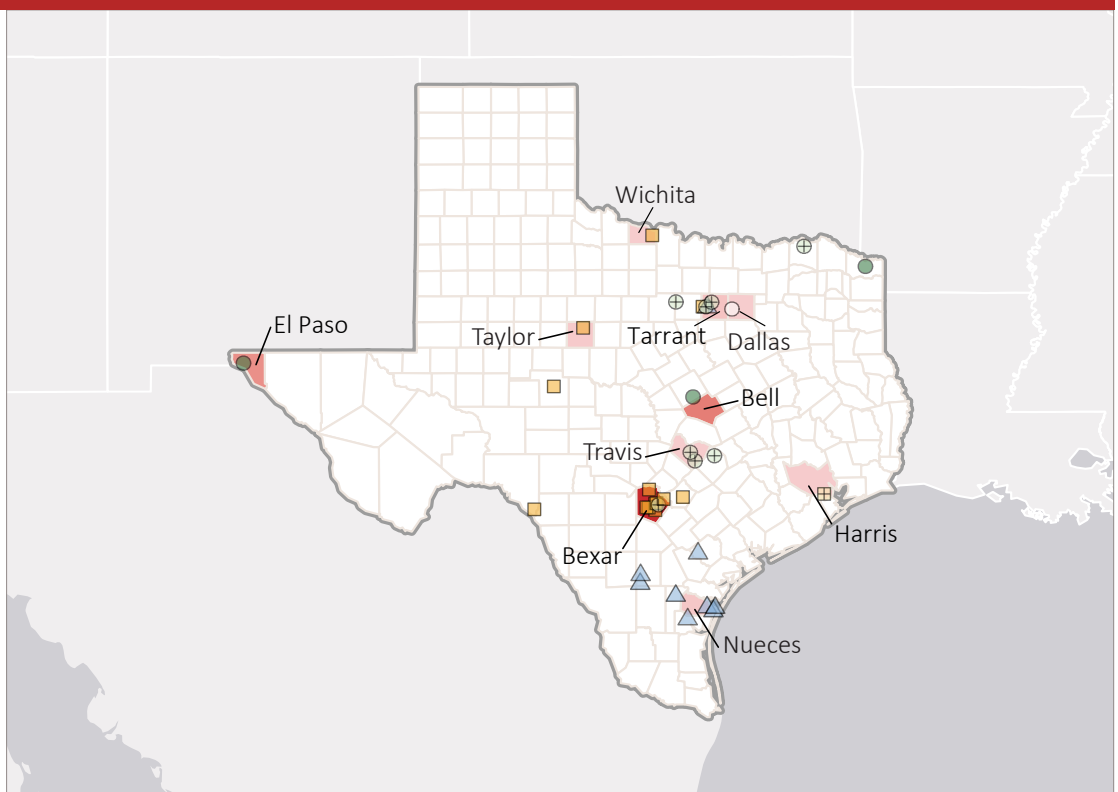 Wichita
El Paso
Taylor
Tarrant
Dallas
Bell
Travis
Harris
Bexar
Nueces